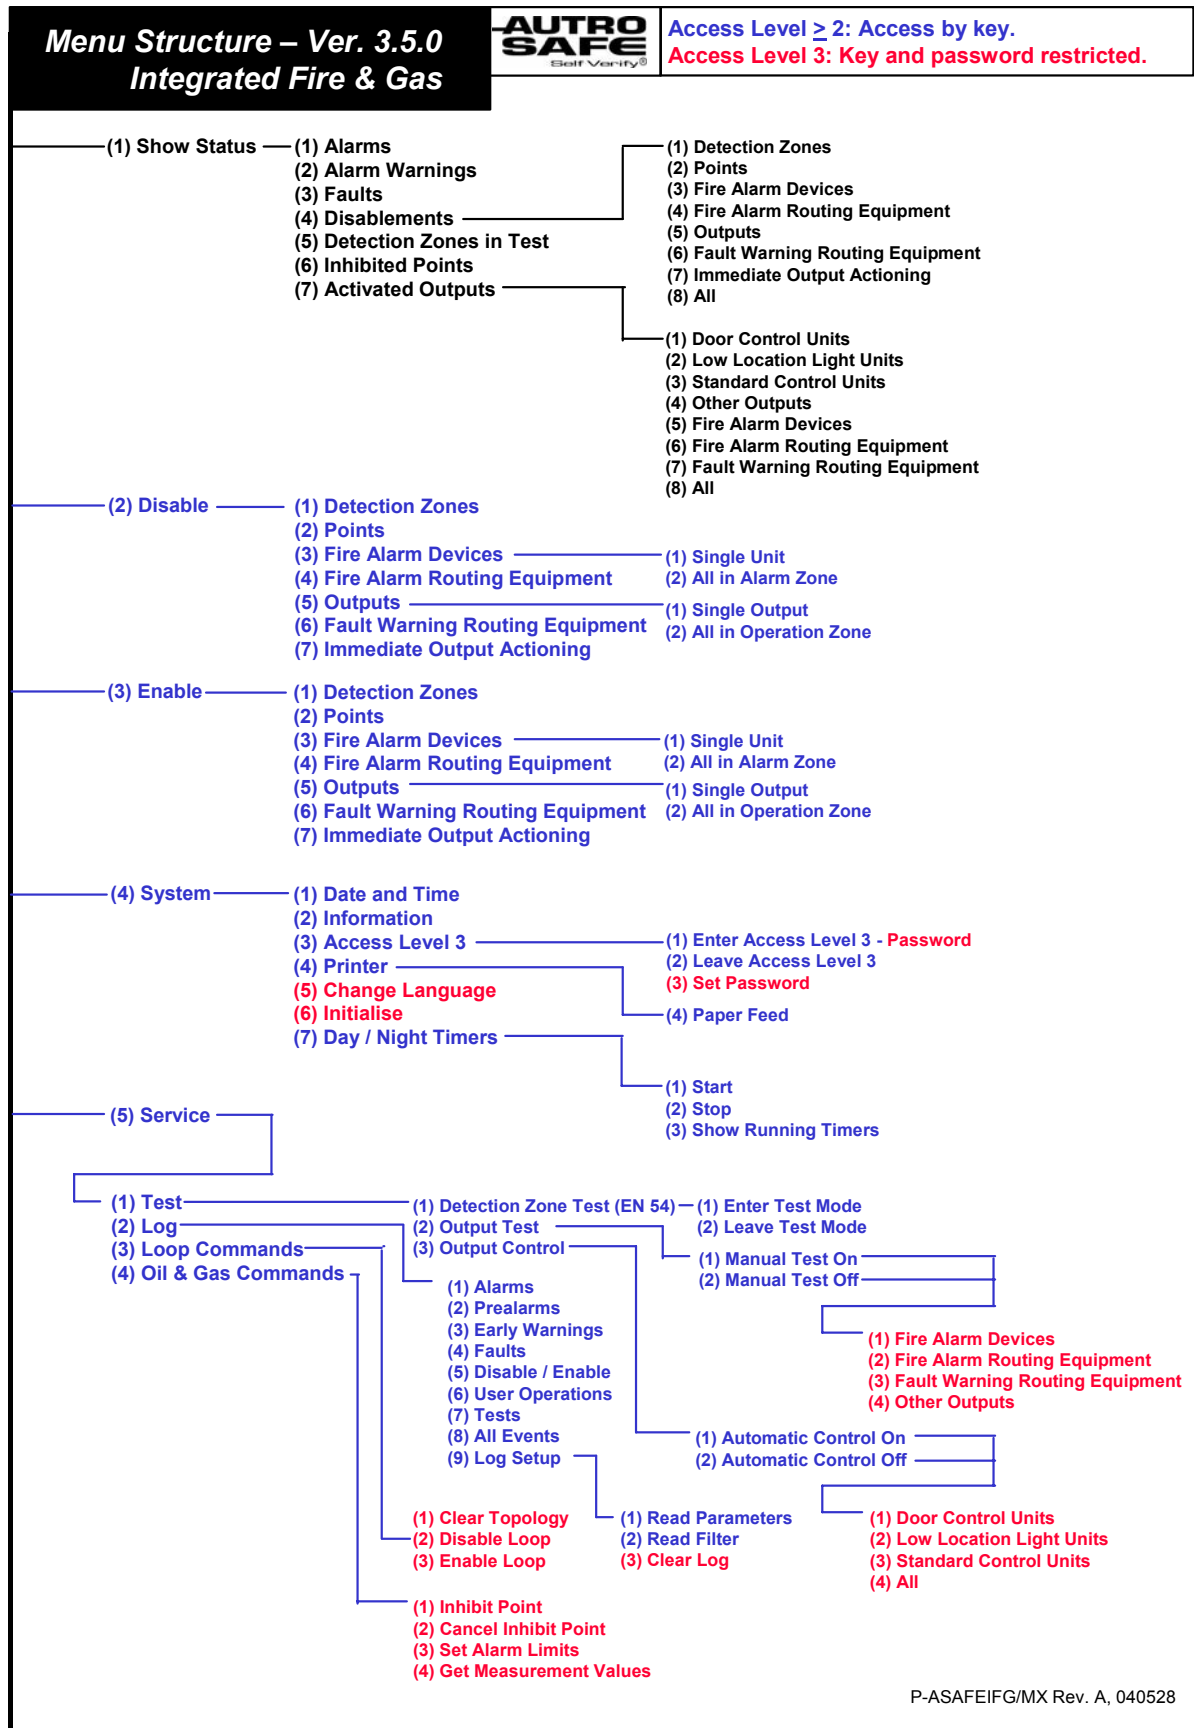 Menu Structure – Ver. 3.5.0
Integrated Fire & Gas
AUTRO
SAFE
Self Verify®
Access Level > 2: Access by key.
Access Level 3: Key and password restricted.
(1) Show Status
(1) Alarms
(2) Alarm Warnings
(3) Faults
(4) Disablements
(5) Detection Zones in Test
(6) Inhibited Points
(7) Activated Outputs
(1) Detection Zones
(2) Points
(3) Fire Alarm Devices
(4) Fire Alarm Routing Equipment
(5) Outputs
(6) Fault Warning Routing Equipment
(7) Immediate Output Actioning
(8) All
(1) Door Control Units
(2) Low Location Light Units
(3) Standard Control Units
(4) Other Outputs
(5) Fire Alarm Devices
(6) Fire Alarm Routing Equipment
(7) Fault Warning Routing Equipment
(8) All
(2) Disable
(1) Detection Zones
(2) Points
(3) Fire Alarm Devices
(4) Fire Alarm Routing Equipment
(5) Outputs
(6) Fault Warning Routing Equipment
(7) Immediate Output Actioning
(1) Single Unit
(2) All in Alarm Zone
(1) Single Output
(2) All in Operation Zone
(3) Enable
(1) Detection Zones
(2) Points
(3) Fire Alarm Devices
(4) Fire Alarm Routing Equipment
(5) Outputs
(6) Fault Warning Routing Equipment
(7) Immediate Output Actioning
(1) Single Unit
(2) All in Alarm Zone
(1) Single Output
(2) All in Operation Zone
(4) System
(1) Date and Time
(2) Information
(3) Access Level 3
(4) Printer
(5) Change Language
(6) Initialise
(7) Day / Night Timers
(1) Enter Access Level 3 - Password
(2) Leave Access Level 3
(3) Set Password
(4) Paper Feed
(1) Start
(2) Stop
(3) Show Running Timers
(5) Service
(1) Test
(2) Log
(3) Loop Commands
(4) Oil & Gas Commands
(1) Detection Zone Test (EN 54)
(2) Output Test
(3) Output Control
(1) Enter Test Mode
(2) Leave Test Mode
(1) Manual Test On
(2) Manual Test Off
(1) Fire Alarm Devices
(2) Fire Alarm Routing Equipment
(3) Fault Warning Routing Equipment
(4) Other Outputs
(1) Alarms
(2) Prealarms
(3) Early Warnings
(4) Faults
(5) Disable / Enable
(6) User Operations
(7) Tests
(8) All Events
(9) Log Setup
(1) Automatic Control On
(2) Automatic Control Off
(1) Clear Topology
(2) Disable Loop
(3) Enable Loop
(1) Read Parameters
(2) Read Filter
(3) Clear Log
(1) Door Control Units
(2) Low Location Light Units
(3) Standard Control Units
(4) All
(1) Inhibit Point
(2) Cancel Inhibit Point
(3) Set Alarm Limits
(4) Get Measurement Values
P-ASAFEIFG/MX Rev. A, 040528